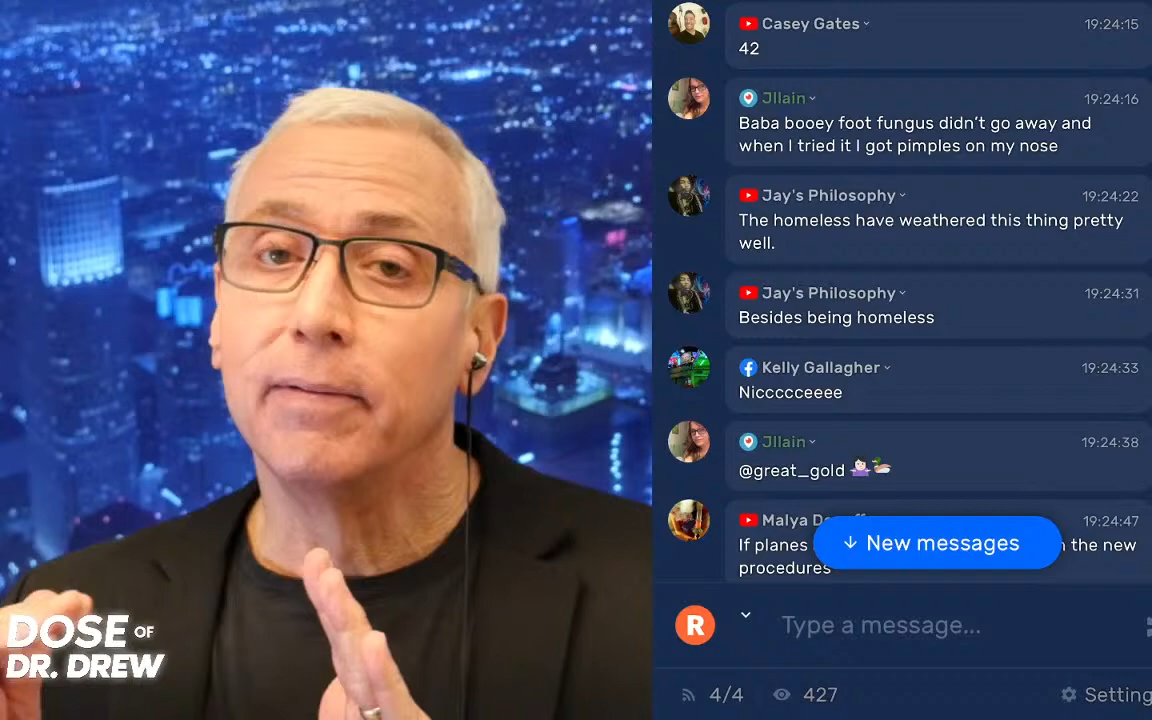 DOSE OF
DR. DREW
Casey Gates
19:24:15
42
Jllain
19:24:16
Baba booey foot fungus didn't go away and
when I tried it I got pimples on my nose
Jay's Philosophy
19:24:22
The homeless have weathered this thing pretty
well.
Jay's Philosophy
19:24:31
Besides being homeless
Kelly Gallagher
19:24:33
Niccccceeee
Jllain
19:24:38
@great_gold
Malya
19:24:47
If planes
the new
procedures
↓ New messages
R
Type a message...
4/4
427
Setting